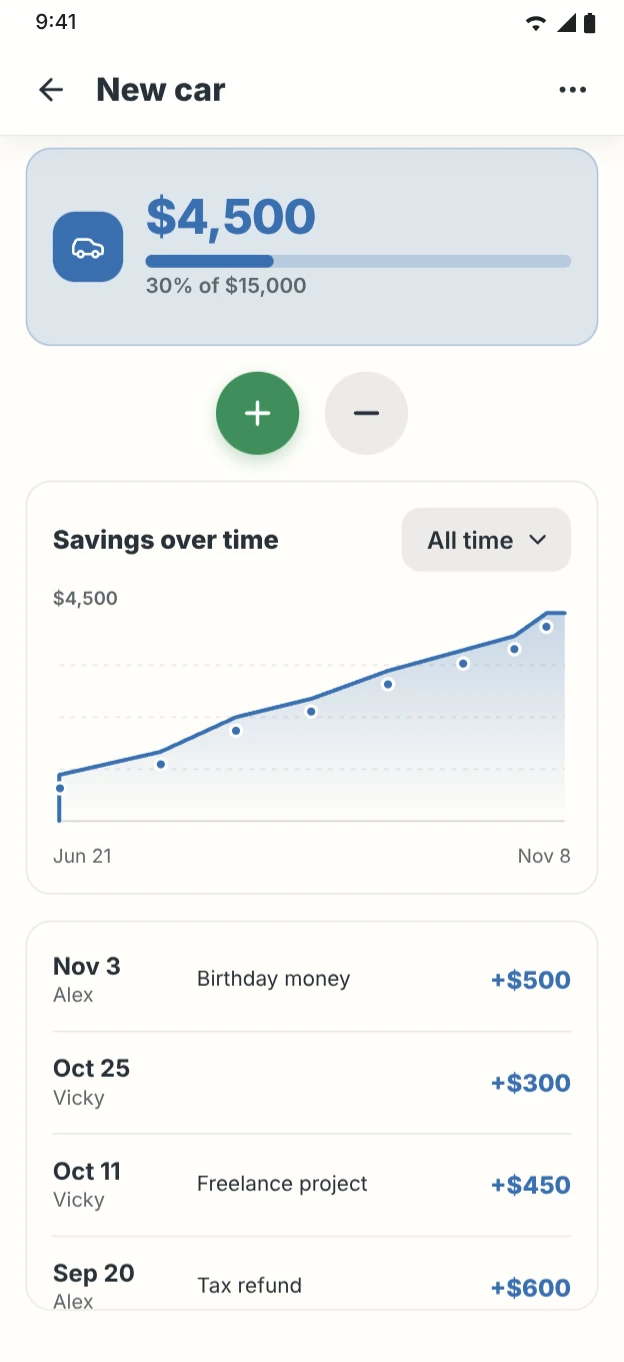 9:41
New car
$4,500
30% of $15,000
Savings over time
All time
$4,500
Jun 21
Nov 8
Nov 3
Alex
Birthday money
+$500
Oct 25
Vicky
+$300
Oct 11
Vicky
Freelance project
+$450
Sep 20
Alex
Tax refund
+$600